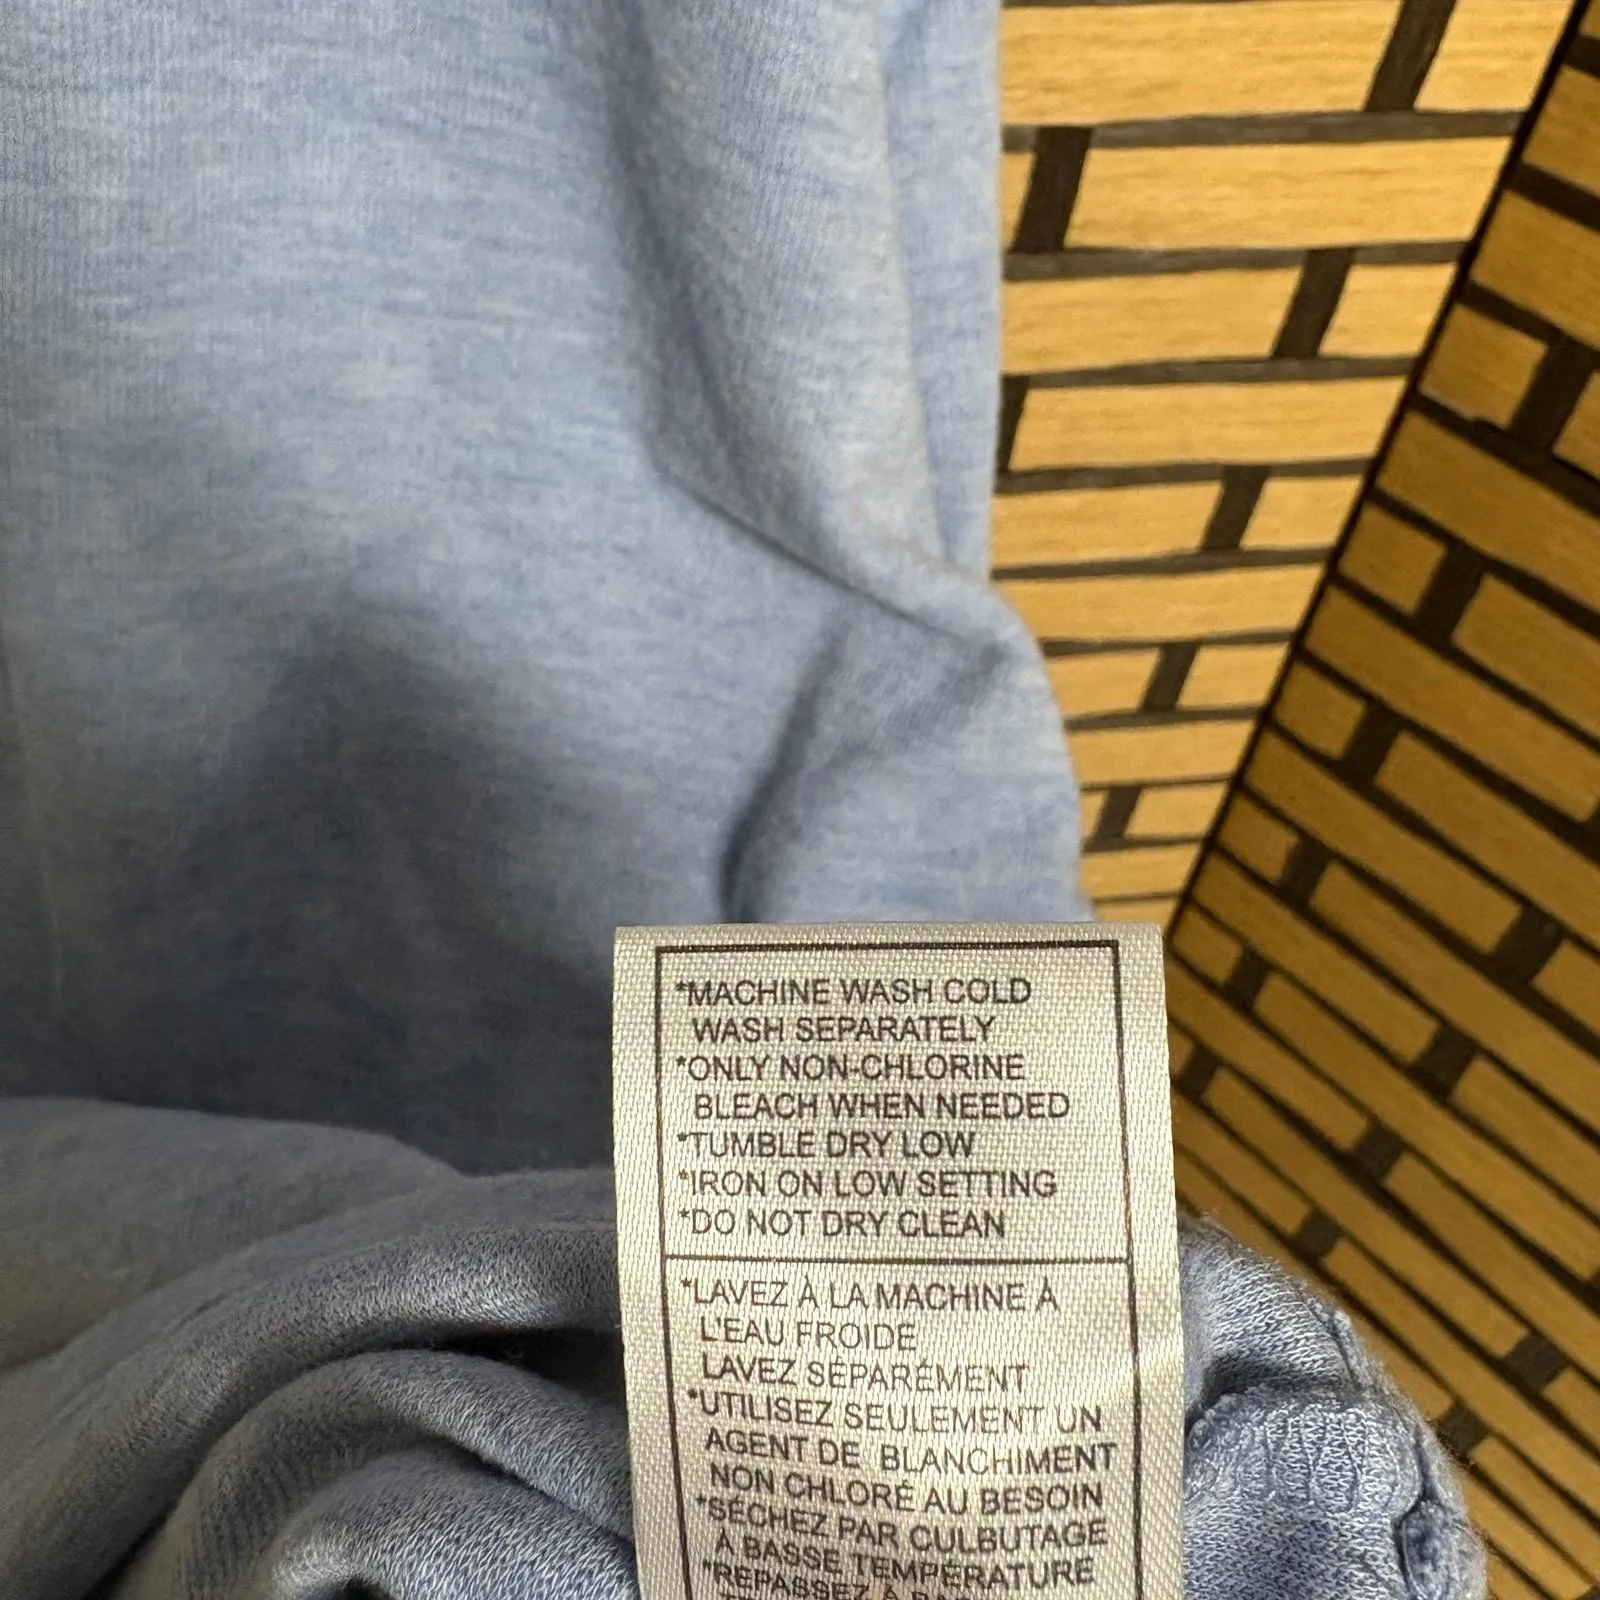 *MACHINE WASH COLD
WASH SEPARATELY
*ONLY NON-CHLORINE
BLEACH WHEN NEEDED
*TUMBLE DRY LOW
*IRON ON LOW SETTING
*DO NOT DRY CLEAN
*LAVEZ À LA MACHINE À
L'EAU FROIDE
LAVEZ SÉPARÉMENT
*UTILISEZ SEULEMENT UN
AGENT DE BLANCHIMENT
NON CHLORÉ AU BESOIN
*SÉCHEZ PAR CULBUTAGE
À BASSE TEMPÉRATURE
*REPASSEZ À